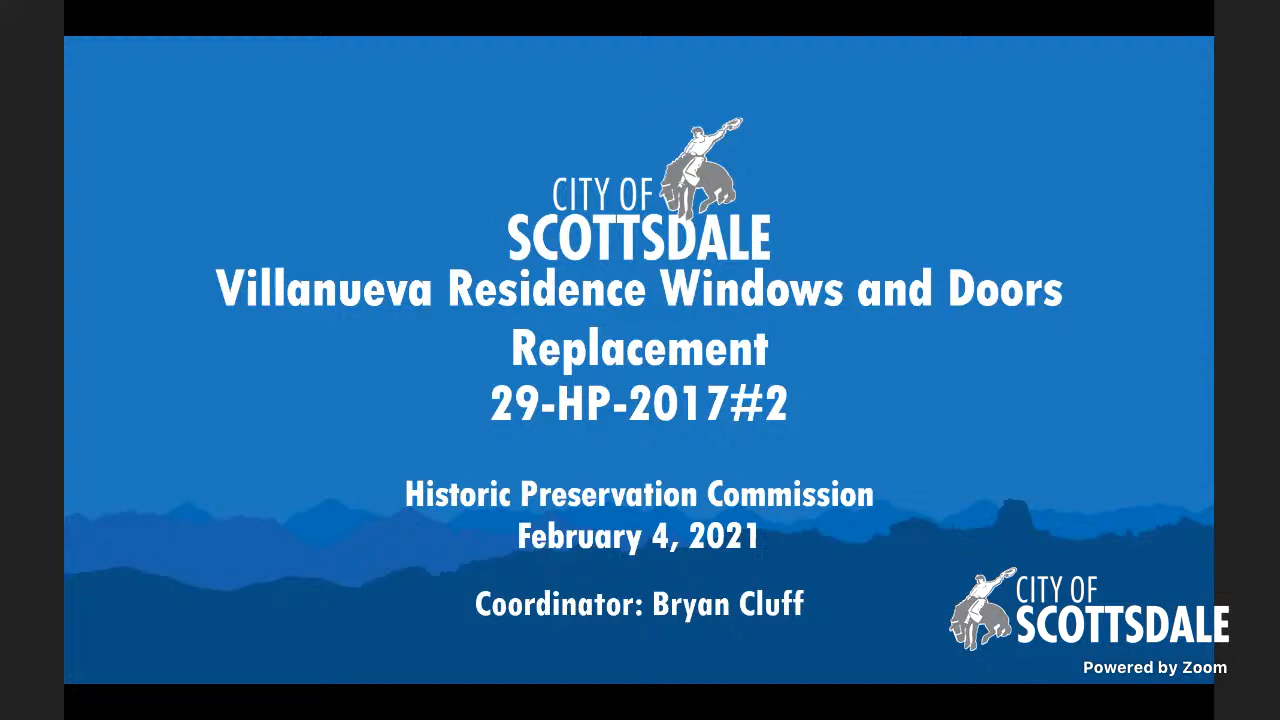 CITY OF
SCOTTSDALE
Villanueva Residence Windows and Doors
Replacement
29-HP-2017#2
Historic Preservation Commission
February 4, 2021
Coordinator: Bryan Cluff
CITY OF
SCOTTSDALE
Powered by Zoom